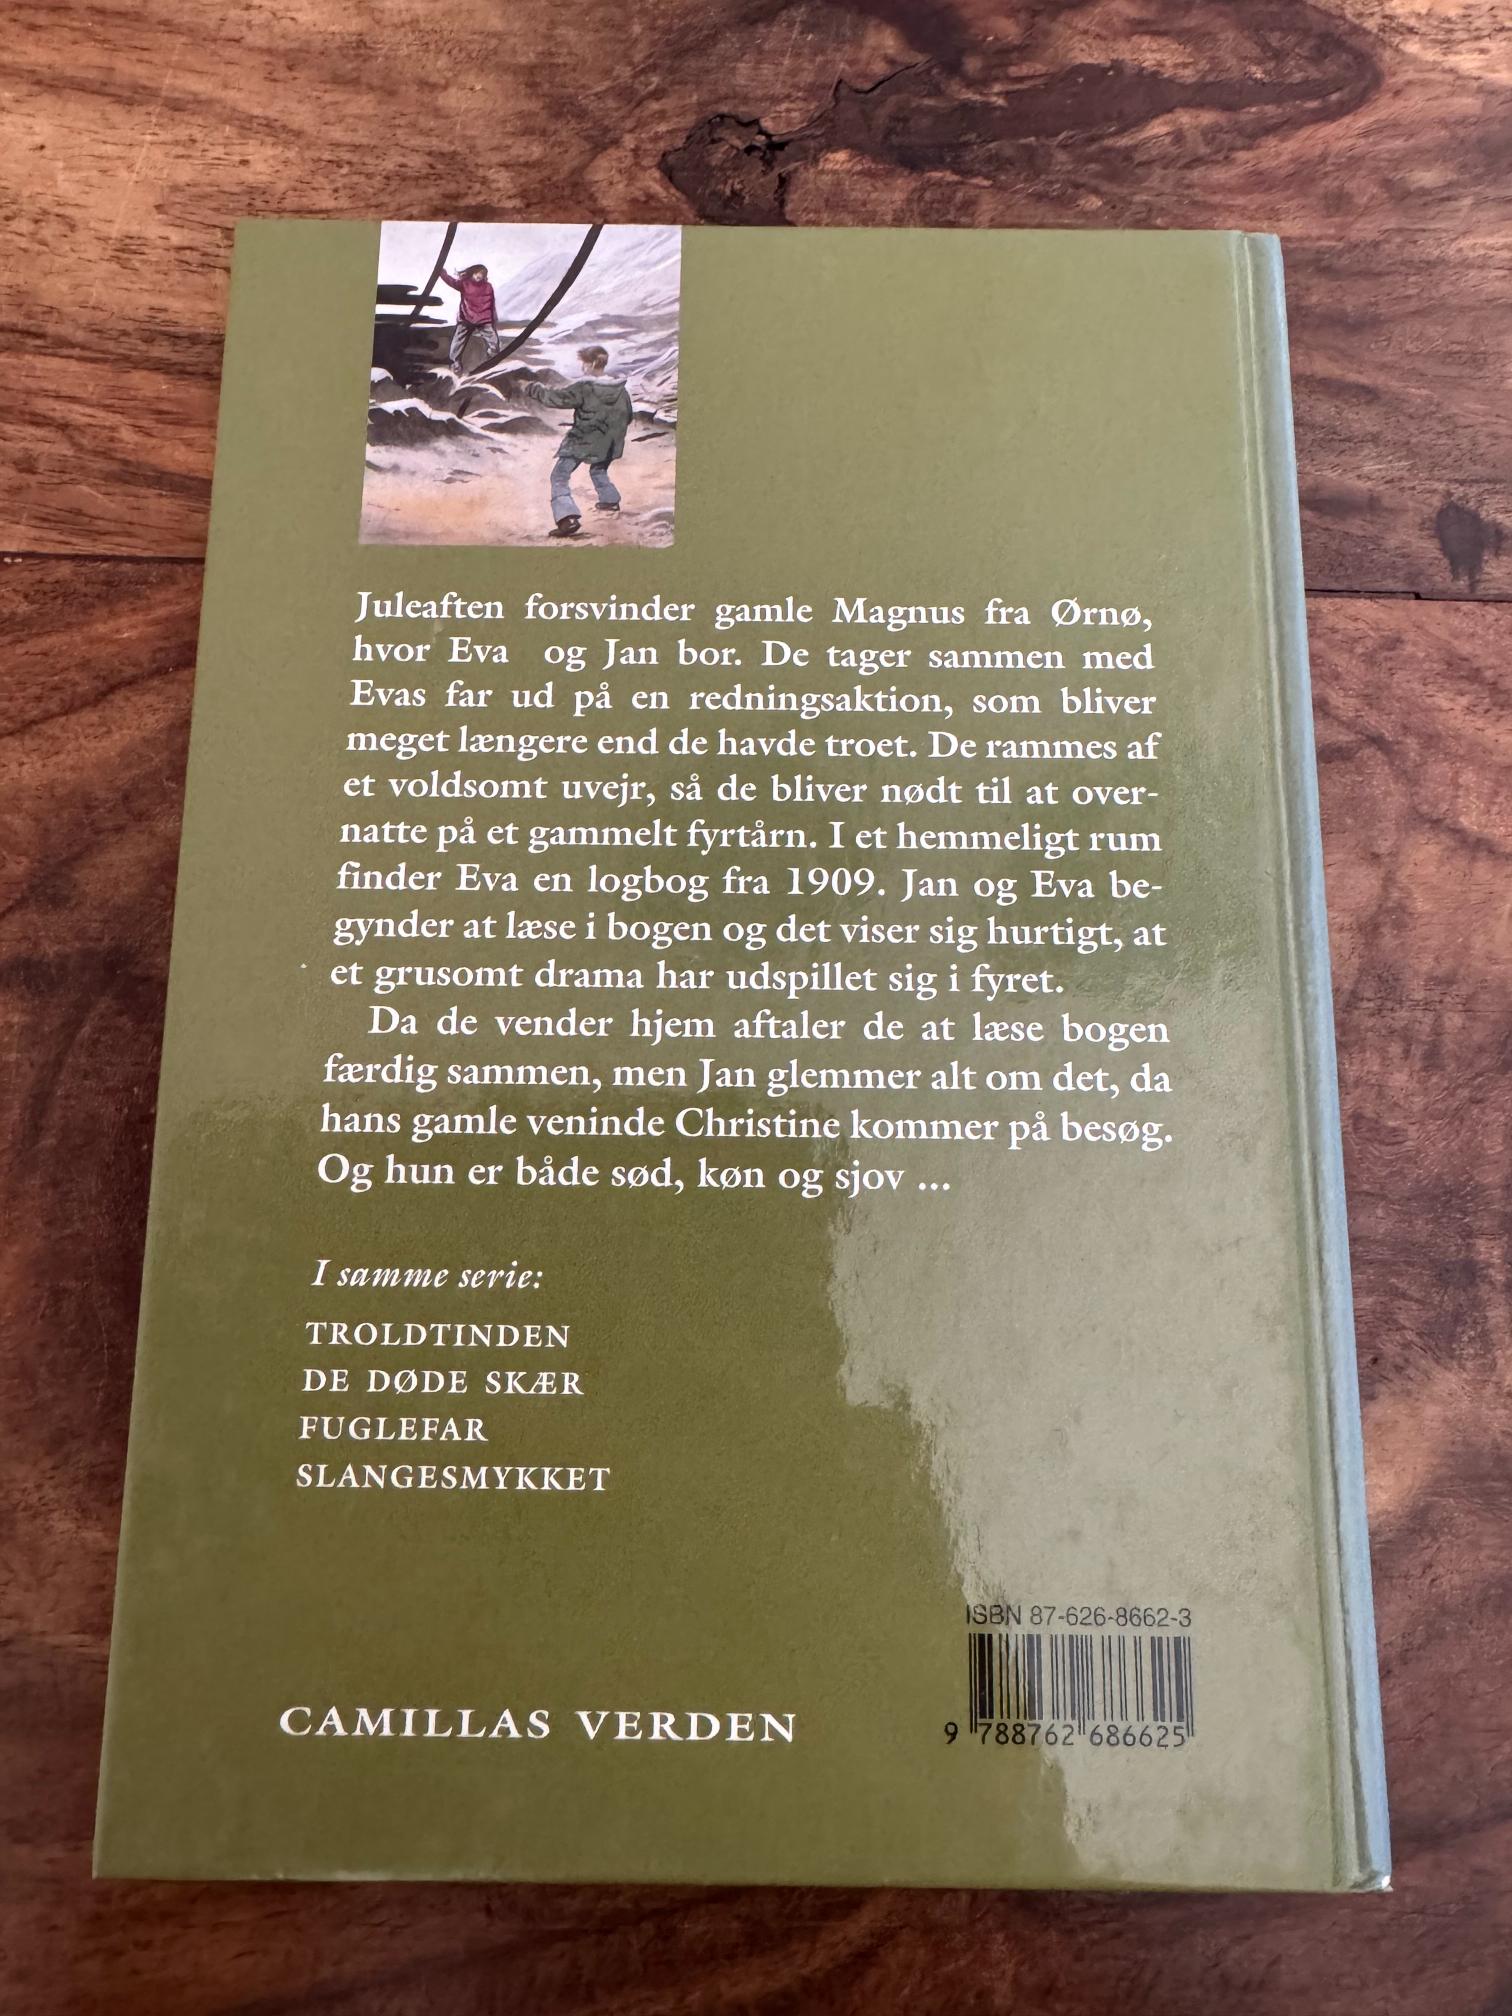 Juleaften forsvinder gamle Magnus fra Ørnø,
hvor Eva og Jan bor. De tager sammen med
Evas far ud på en redningsaktion, som bliver
meget længere end de havde troet. De rammes af
et voldsomt uvejr, så de bliver nødt til at over-
natte på et gammelt fyrtårn. I et hemmeligt rum
finder Eva en logbog fra 1909. Jan og Eva be-
gynder at læse i bogen og det viser sig hurtigt, at
et grusomt drama har udspillet sig i fyret.
Da de vender hjem aftaler de at læse bogen
færdig sammen, men Jan glemmer alt om det, da
hans gamle veninde Christine kommer på besøg.
Og hun er både sød, køn og sjov ...
I samme serie:
TROLDTINDEN
DE DØDE SKÆR
FUGLEFAR
SLANGESMYKKET
ISBN 87-626-8662-3
9 788762 686625
CAMILLAS VERDEN